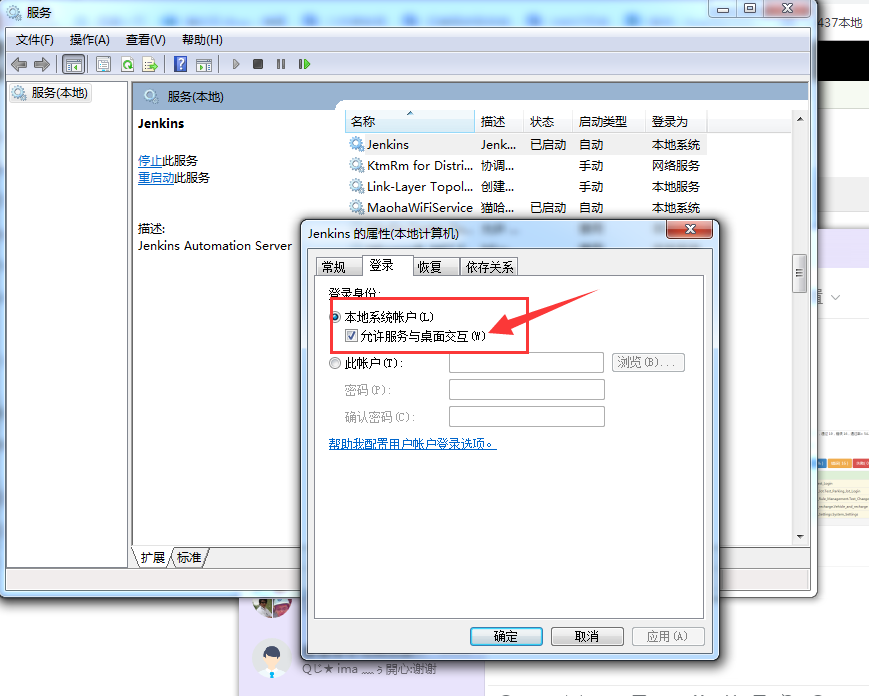 服务
文件(F) 操作(A) 查看(V) 帮助(H)
437本地
服务(本地)
服务(本地)
Jenkins
停止此服务
重启动此服务
描述:
Jenkins Automation Server
名称 描述 状态 启动类型 登录为
Jenkins Jenk... 已启动 自动 本地系统
KtmRm for Distri... 协调... 手动 网络服务
Link-Layer Topol... 创建... 手动 本地服务
MaohaWiFiService 猫哈... 已启动 自动 本地系统
Jenkins 的属性(本地计算机)
常规 登录 恢复 依存关系
登录身份:
本地系统帐户(L)
允许服务与桌面交互(W)
此帐户(T): 浏览(B)...
密码(P):
确认密码(C):
帮助我配置用户帐户登录选项。
确定 取消 应用(A)
扩展 标准